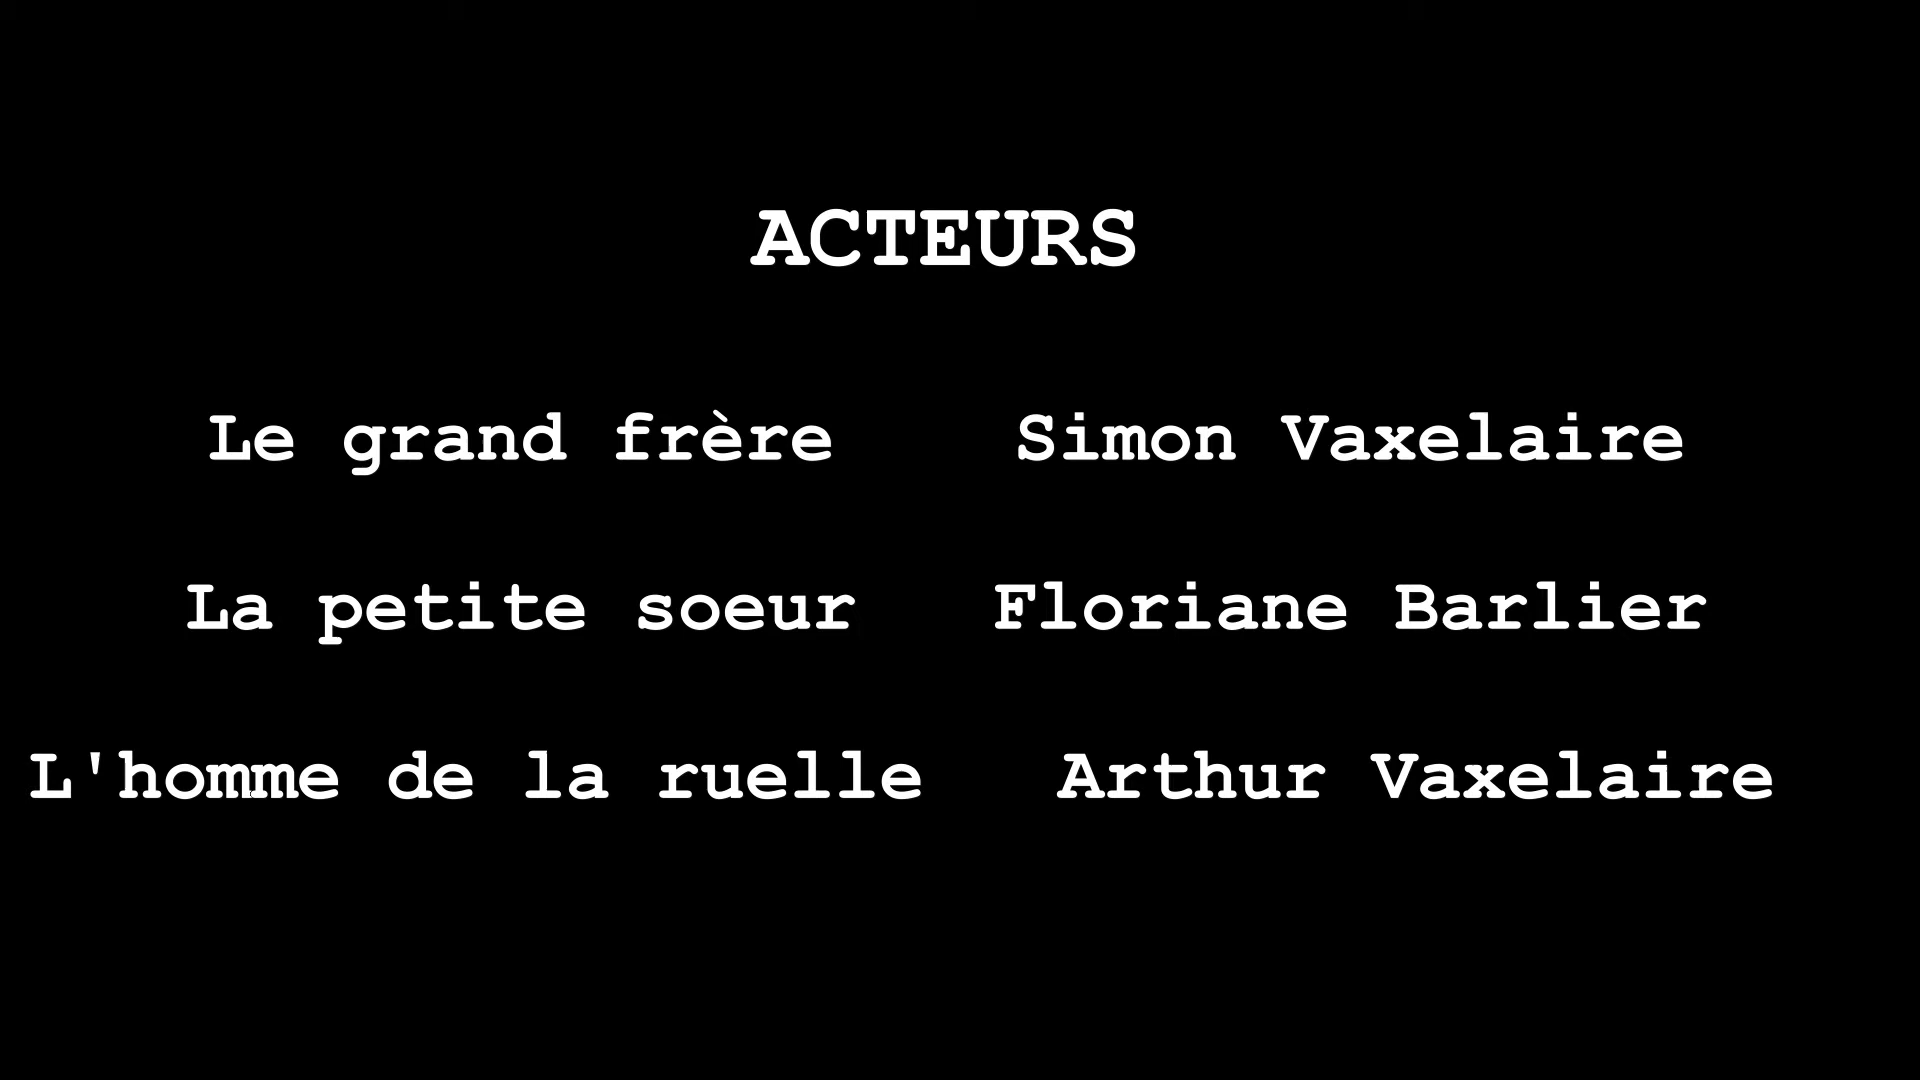 ACTEURS
Le grand frère Simon Vaxelaire
La petite soeur Floriane Barlier
L'homme de la ruelle Arthur Vaxelaire